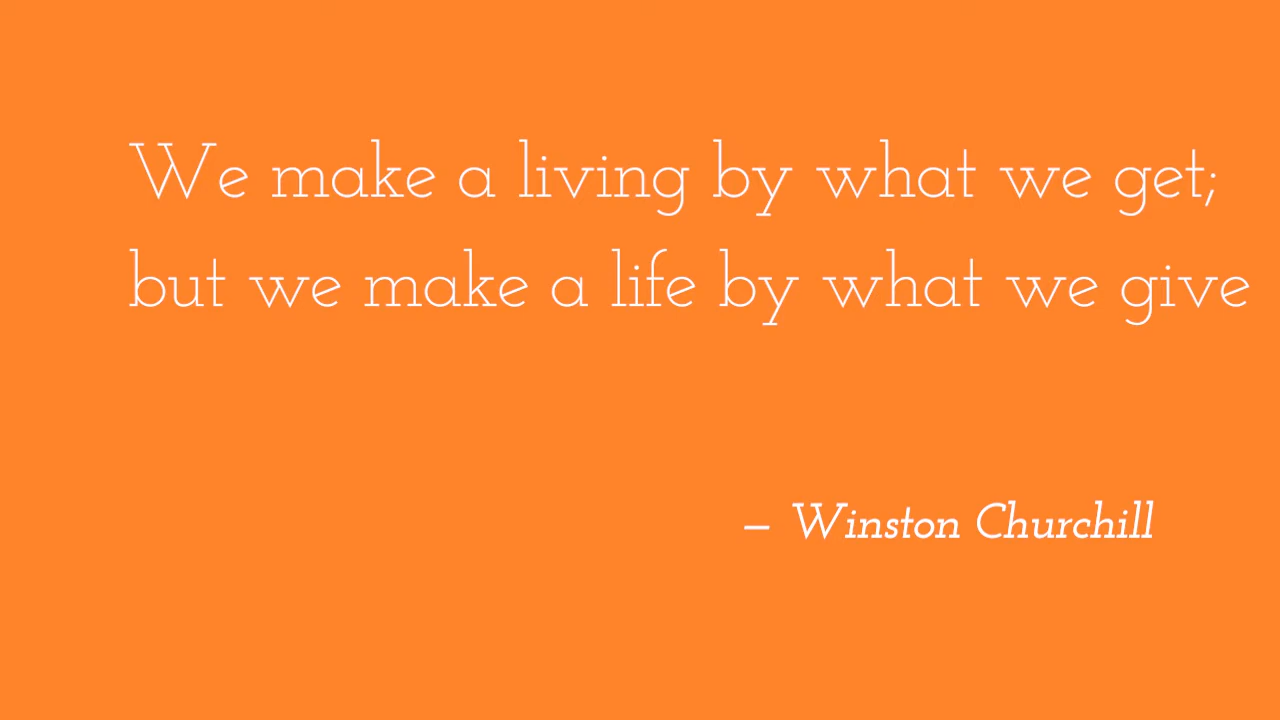 We make a living by what we get;
but we make a life by what we give
– Winston Churchill